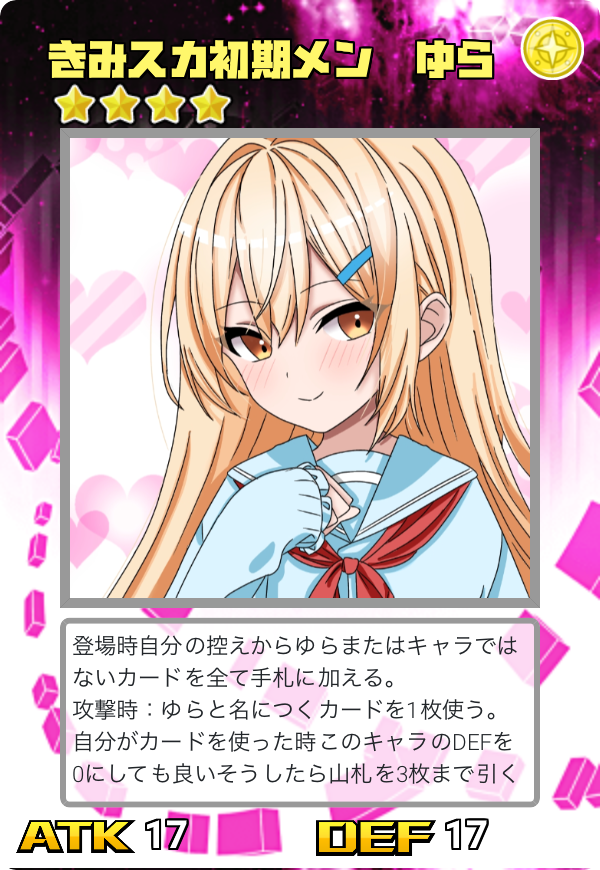 きみスカ初期メン ゆら
登場時自分の控えからゆらまたはキャラでは
ないカードを全て手札に加える。
攻撃時：ゆらと名につくカードを1枚使う。
自分がカードを使った時このキャラのDEFを
0にしても良いそうしたら山札を3枚まで引く
ATK 17 DEF 17